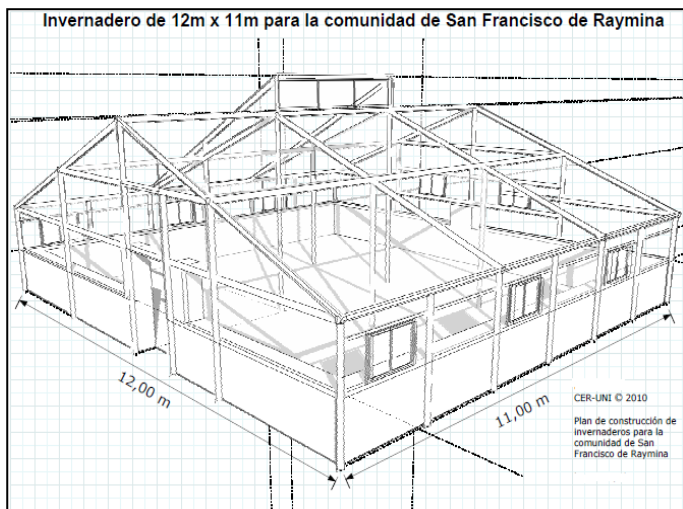 Invernadero de 12m x 11m para la comunidad de San Francisco de Raymina
12,00 m
11,00 m
CER-UNI © 2010
Plan de construcción de
invernaderos para la
comunidad de San
Francisco de Raymina